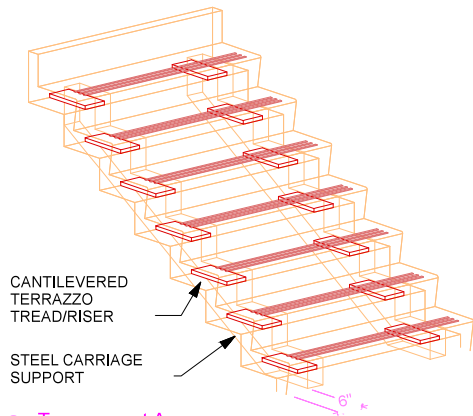 CANTILEVERED
TERRAZZO
TREAD/RISER
STEEL CARRIAGE
SUPPORT
6"